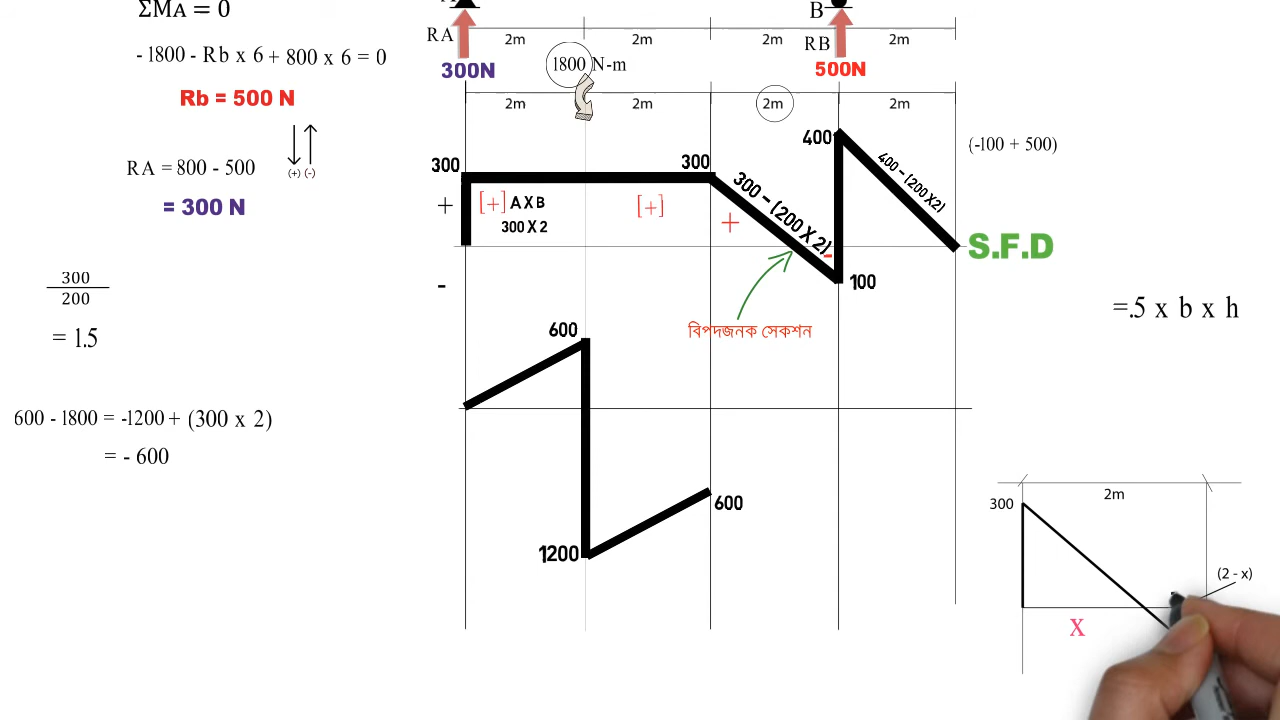 ΣMA = 0
- 1800 - Rb x 6 + 800 x 6 = 0
Rb = 500 N
RA = 800 - 500
(+) (-)
= 300 N
300
200
= 1.5
600 - 1800 = -1200 + (300 x 2)
= - 600
B
RA
2m
2m
2m
RB
2m
300N
1800 N-m
500N
2m
2m
2m
2m
300
300
400
(-100 + 500)
400 - (200X2)
+
[+] A X B
300 X 2
[+]
+
300 - (200 X 2)
-
S.F.D
-
100
বিপদজনক সেকশন
=.5 x b x h
600
1200
600
2m
300
(2 - x)
X